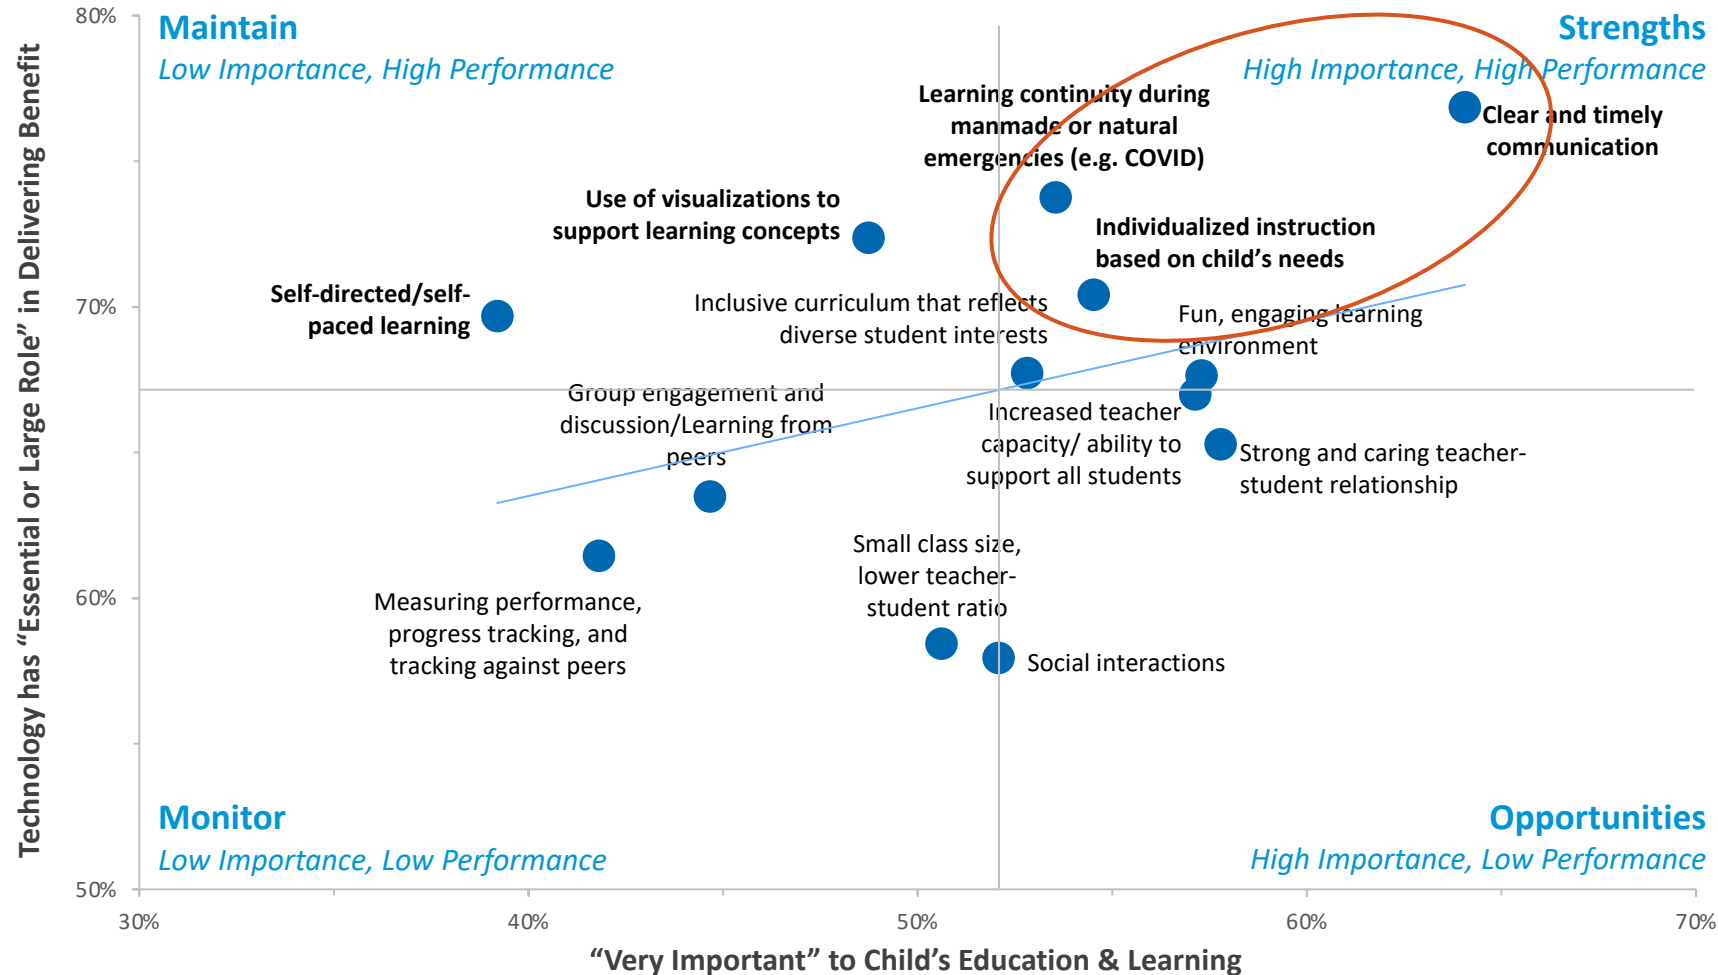 Technology has “Essential or Large Role” in Delivering Benefit
80%
70%
60%
50%
Maintain
Low Importance, High Performance
Strengths
High Importance, High Performance
Learning continuity during
manmade or natural
emergencies (e.g. COVID)
Clear and timely
communication
Use of visualizations to
support learning concepts
Individualized instruction
based on child’s needs
Self-directed/self-
paced learning
Inclusive curriculum that reflects
diverse student interests
Fun, engaging learning
environment
Group engagement and
discussion/Learning from
peers
Increased teacher
capacity/ ability to
support all students
Strong and caring teacher-
student relationship
Small class size,
lower teacher-
student ratio
Measuring performance,
progress tracking, and
tracking against peers
Social interactions
Monitor
Low Importance, Low Performance
Opportunities
High Importance, Low Performance
30%
40%
50%
60%
70%
“Very Important” to Child’s Education & Learning